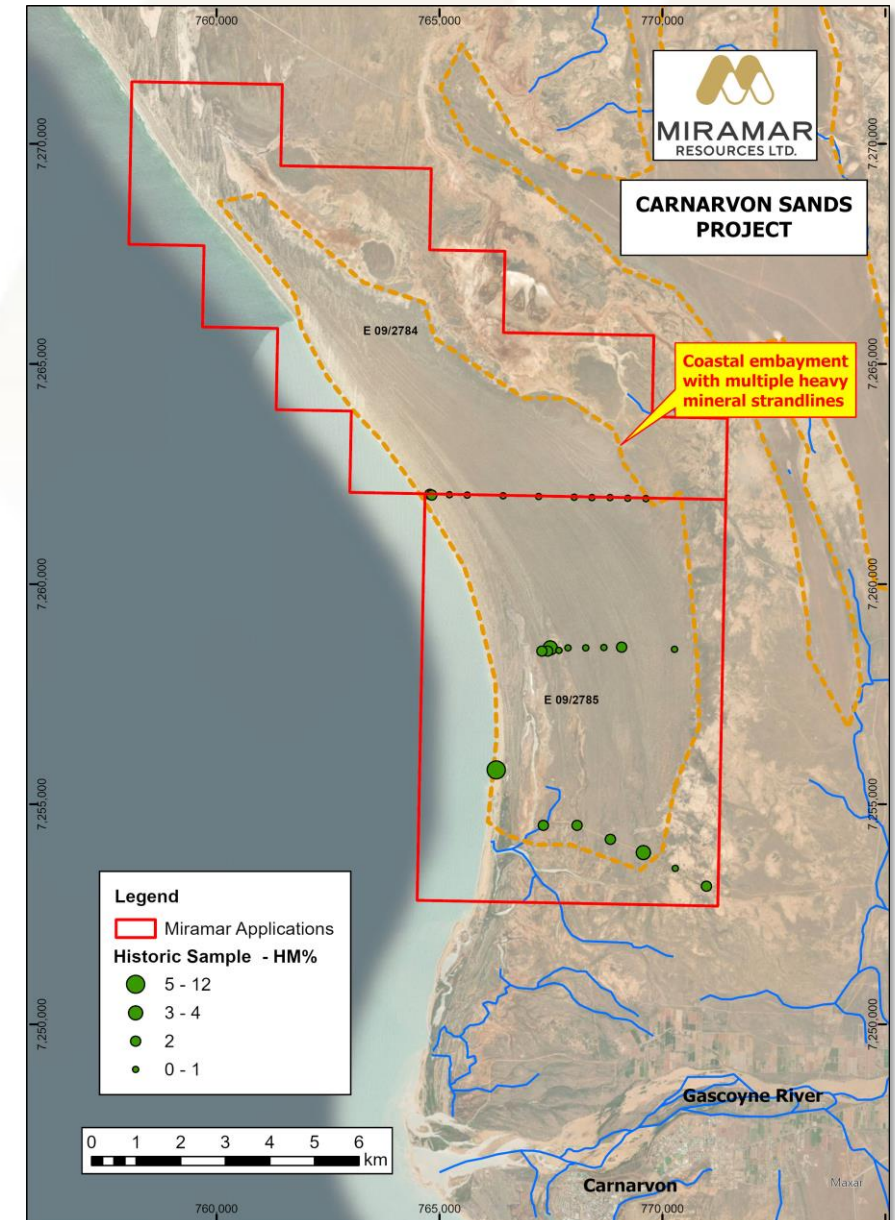 760,000
765,000
770,000
MIRAMAR
RESOURCES LTD.
CARNARVON SANDS
PROJECT
7,270,000
7,270,000
7,265,000
7,265,000
E 09/2784
Coastal embayment
with multiple heavy
mineral strandlines
7,260,000
7,260,000
E 09/2785
7,255,000
7,255,000
Legend
Miramar Applications
Historic Sample - HM%
5 - 12
3 - 4
2
0 - 1
7,250,000
7,250,000
Gascoyne River
0 1 2 3 4 5 6
km
Carnarvon
Maxar
760,000
765,000
770,000